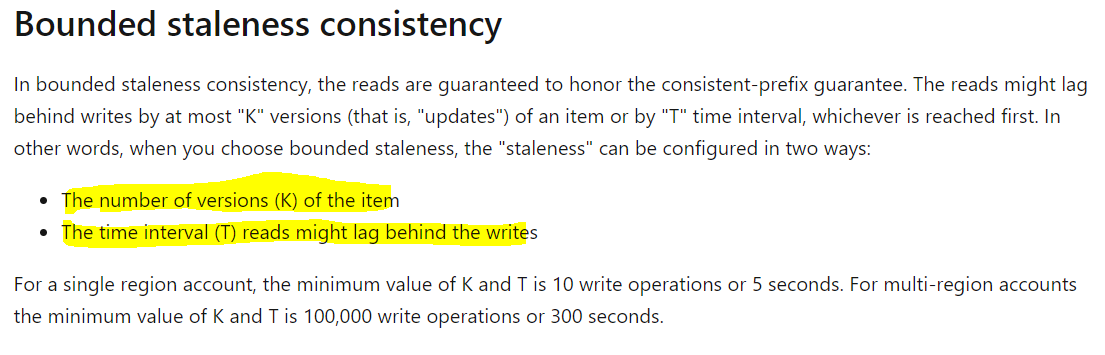 Bounded staleness consistency
In bounded staleness consistency, the reads are guaranteed to honor the consistent-prefix guarantee. The reads might lag
behind writes by at most "K" versions (that is, "updates") of an item or by "T" time interval, whichever is reached first. In
other words, when you choose bounded staleness, the "staleness" can be configured in two ways:
• The number of versions (K) of the item
• The time interval (T) reads might lag behind the writes
For a single region account, the minimum value of K and T is 10 write operations or 5 seconds. For multi-region accounts
the minimum value of K and T is 100,000 write operations or 300 seconds.